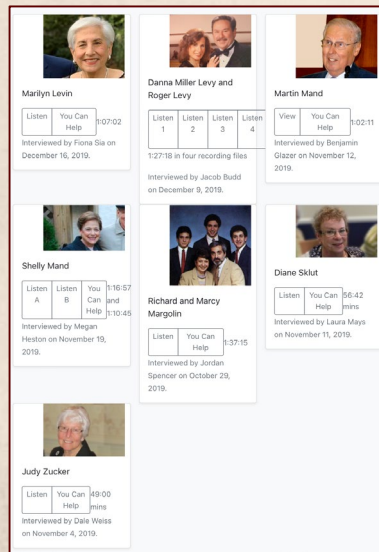 Marilyn Levin
Listen
You Can
Help
1:07:02
Interviewed by Fiona Sia on
December 16, 2019.
Danna Miller Levy and
Roger Levy
Listen
1
Listen
2
Listen
3
Listen
4
1:27:18 in four recording files
Interviewed by Jacob Budd
on December 9, 2019.
Martin Mand
View
You Can
Help
1:02:11
Interviewed by Benjamin
Glazer on November 12,
2019.
Shelly Mand
Listen
A
Listen
B
You
Can
Help
1:16:57
and
1:10:45
Interviewed by Megan
Heston on November 19,
2019.
Richard and Marcy
Margolin
Listen
You Can
Help
1:37:15
Interviewed by Jordan
Spencer on October 29,
2019.
Diane Sklut
Listen
You Can
Help
56:42
mins
Interviewed by Laura Mays
on November 11, 2019.
Judy Zucker
Listen
You Can
Help
49:00
mins
Interviewed by Dale Weiss
on November 4, 2019.